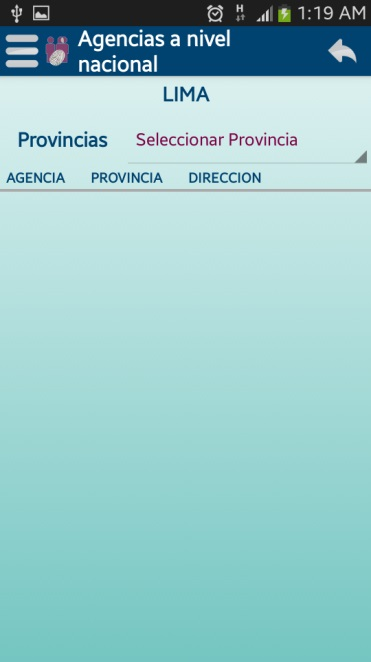 H 1:19 AM
Agencias a nivel
nacional
LIMA
Provincias Seleccionar Provincia
AGENCIA PROVINCIA DIRECCION